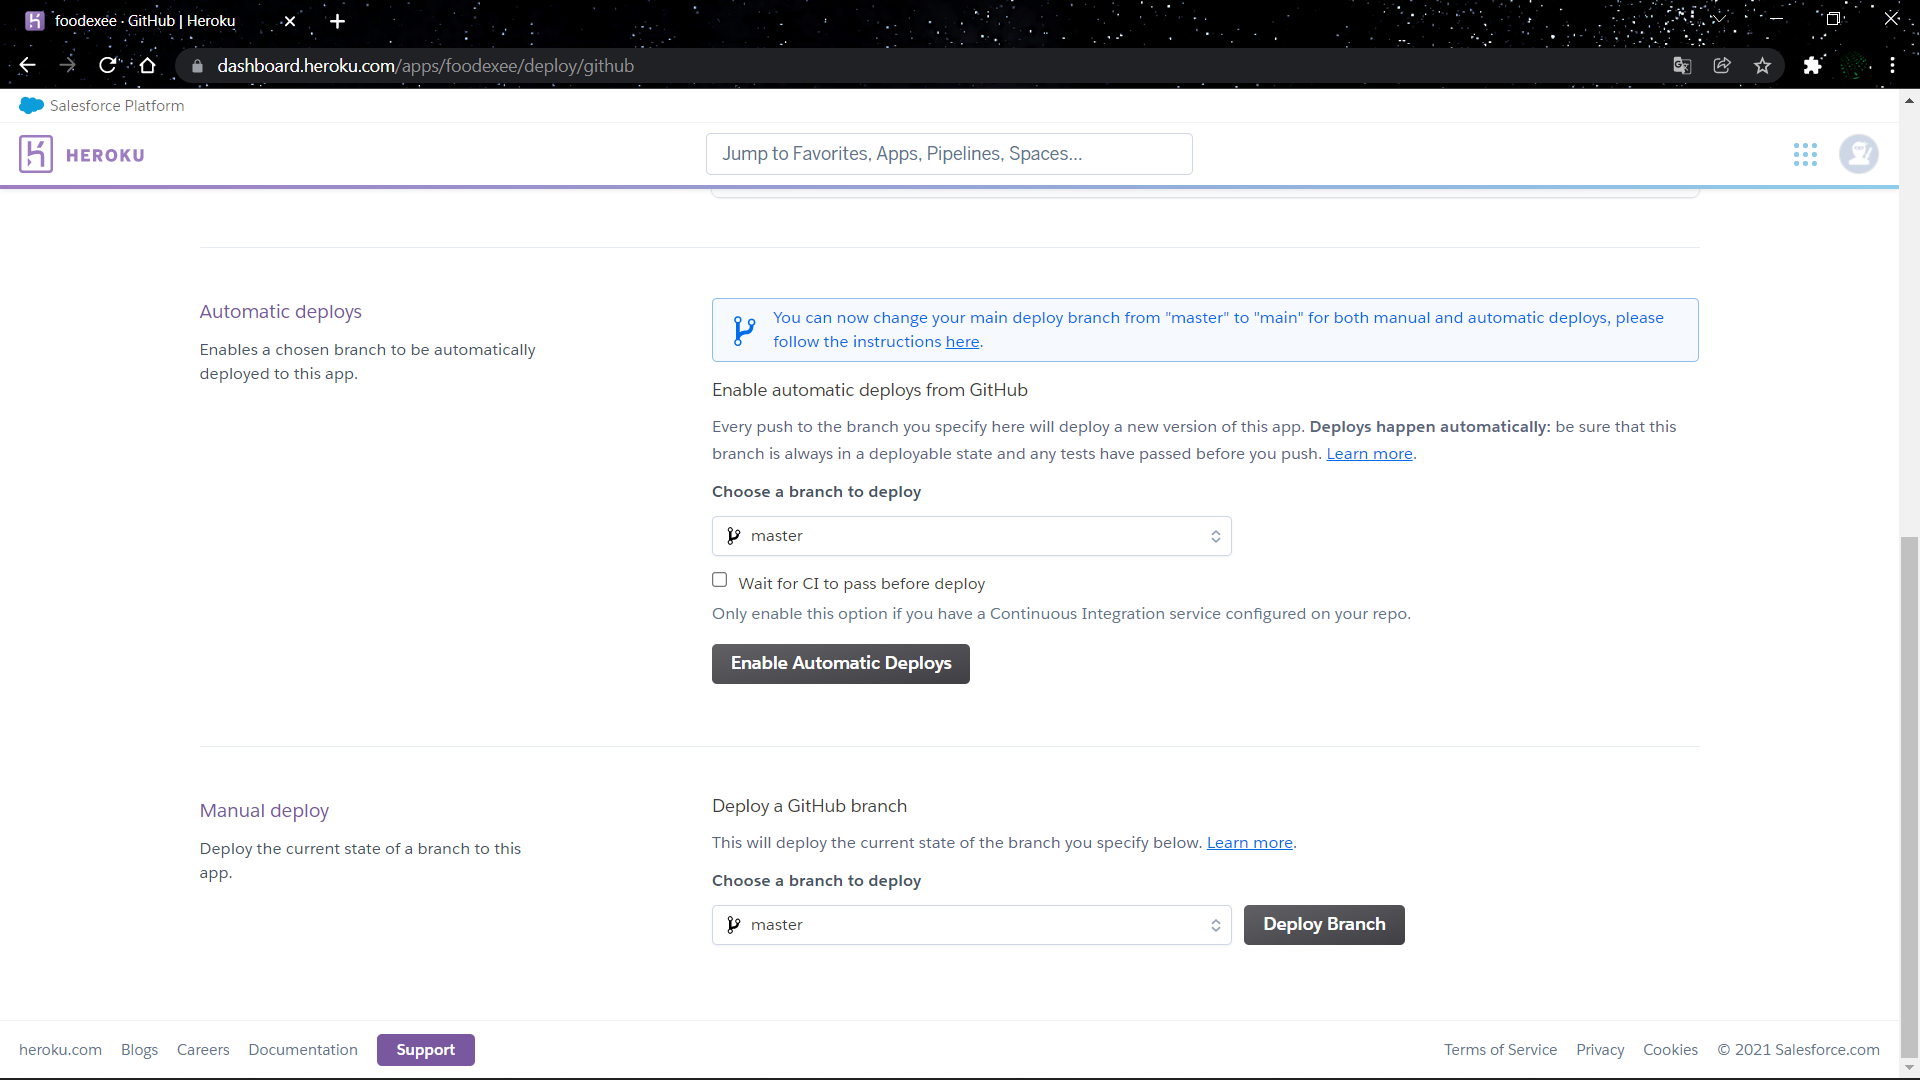 foodexee · GitHub | Heroku
dashboard.heroku.com/apps/foodexee/deploy/github
Salesforce Platform
HEROKU
Jump to Favorites, Apps, Pipelines, Spaces...
Automatic deploys
Enables a chosen branch to be automatically
deployed to this app.
You can now change your main deploy branch from "master" to "main" for both manual and automatic deploys, please
follow the instructions here.
Enable automatic deploys from GitHub
Every push to the branch you specify here will deploy a new version of this app. Deploys happen automatically: be sure that this
branch is always in a deployable state and any tests have passed before you push. Learn more.
Choose a branch to deploy
master
Wait for CI to pass before deploy
Only enable this option if you have a Continuous Integration service configured on your repo.
Enable Automatic Deploys
Manual deploy
Deploy the current state of a branch to this
app.
Deploy a GitHub branch
This will deploy the current state of the branch you specify below. Learn more.
Choose a branch to deploy
master
Deploy Branch
heroku.com Blogs Careers Documentation Support
Terms of Service Privacy Cookies © 2021 Salesforce.com